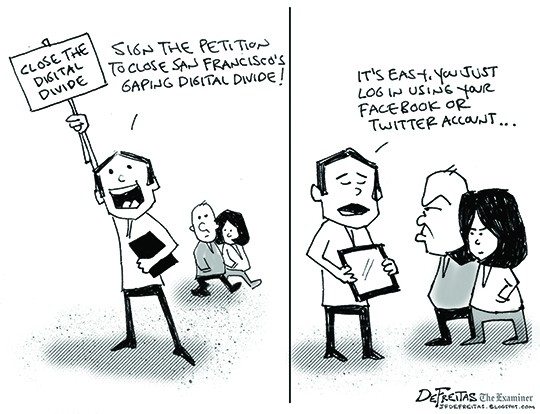 CLOSE THE
DIGITAL
DIVIDE
SIGN THE PETITION
TO CLOSE SAN FRANCISCO'S
GAPING DIGITAL DIVIDE!
IT'S EASY, YOU JUST
LOG IN USING YOUR
FACEBOOK OR
TWITTER ACCOUNT...
DEFREITAS The Examiner
JFDEFREITAS.BLOGSPOT.COM